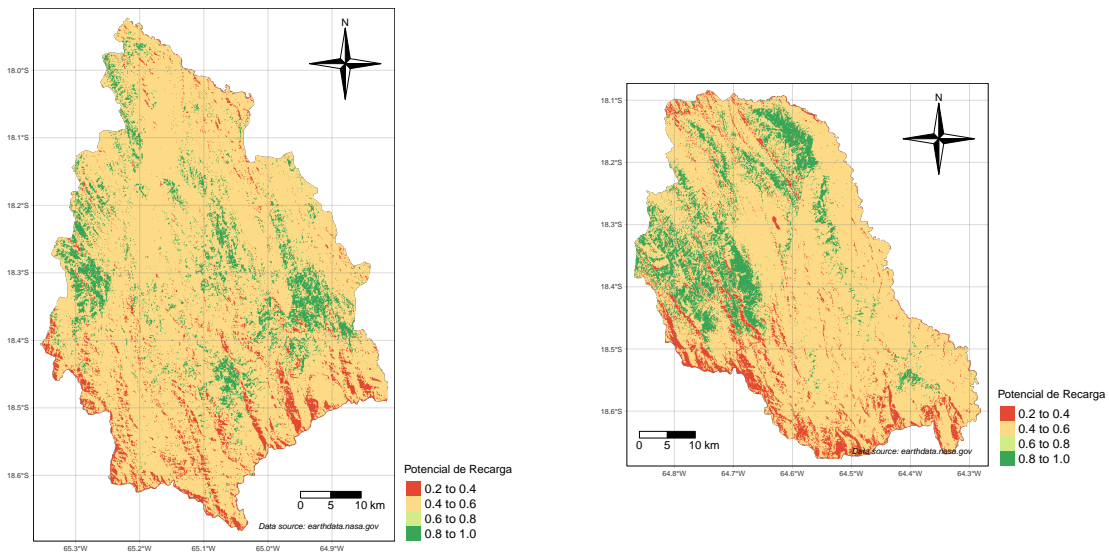 N
18.0°S
18.1°S
18.2°S
18.3°S
18.4°S
18.5°S
18.6°S
65.3°W
65.2°W
65.1°W
65.0°W
64.9°W
0 5 10 km
Data source: earthdata.nasa.gov
Potencial de Recarga
0.2 to 0.4
0.4 to 0.6
0.6 to 0.8
0.8 to 1.0
N
18.1°S
18.2°S
18.3°S
18.4°S
18.5°S
18.6°S
64.8°W
64.7°W
64.6°W
64.5°W
64.4°W
64.3°W
0 5 10 km
Data source: earthdata.nasa.gov
Potencial de Recarga
0.2 to 0.4
0.4 to 0.6
0.6 to 0.8
0.8 to 1.0